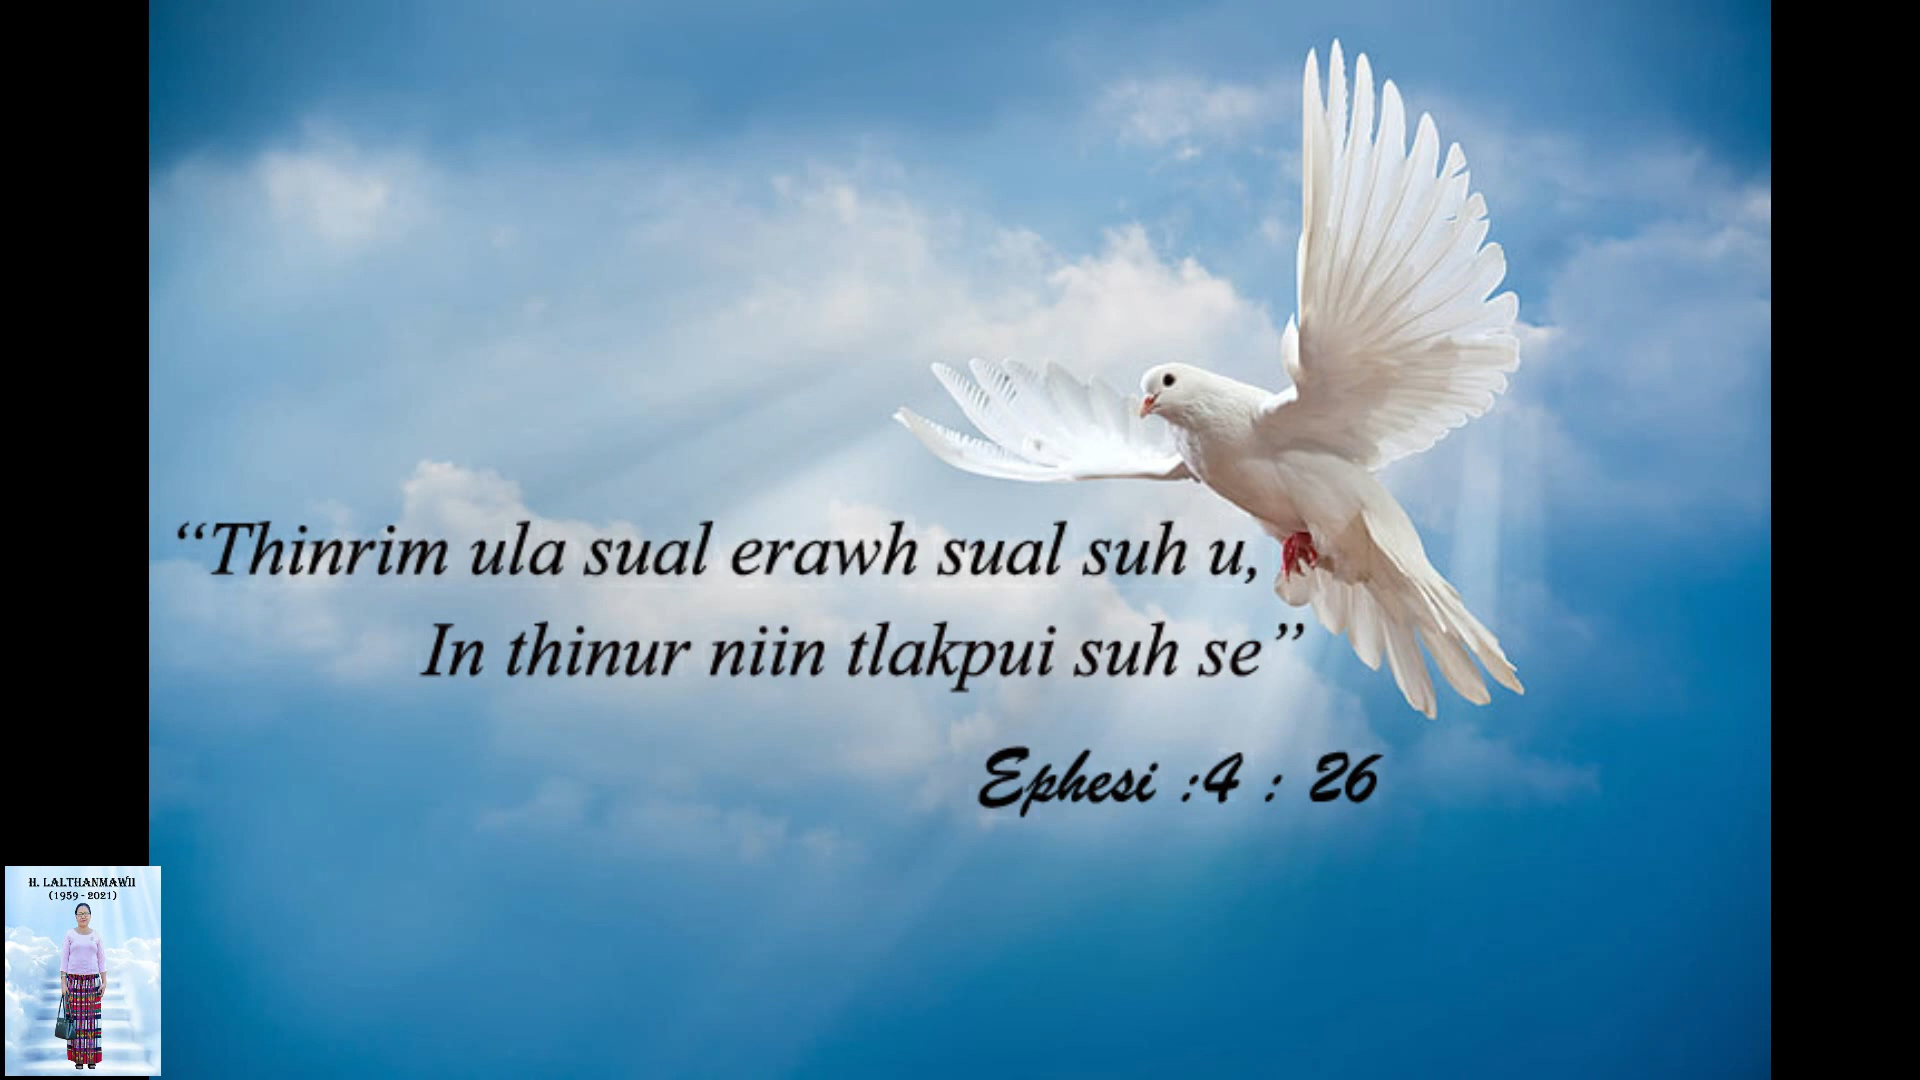 “Thinrim ula sual erawh sual suh u,
In thinur niin tlakpui suh se”
Ephesi :4 : 26
H. LALTHANMAWII
(1959 - 2021)